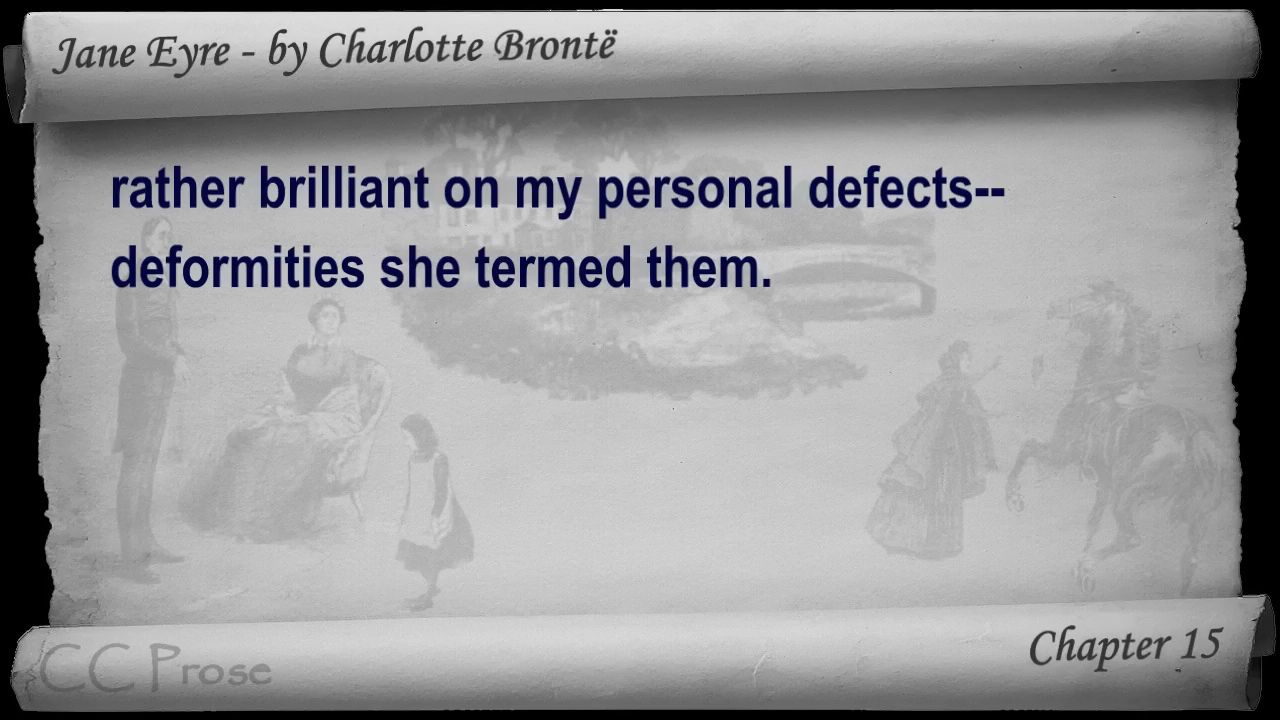 Jane Eyre - by Charlotte Brontë
rather brilliant on my personal defects--
deformities she termed them.
Chapter 15
CC Prose